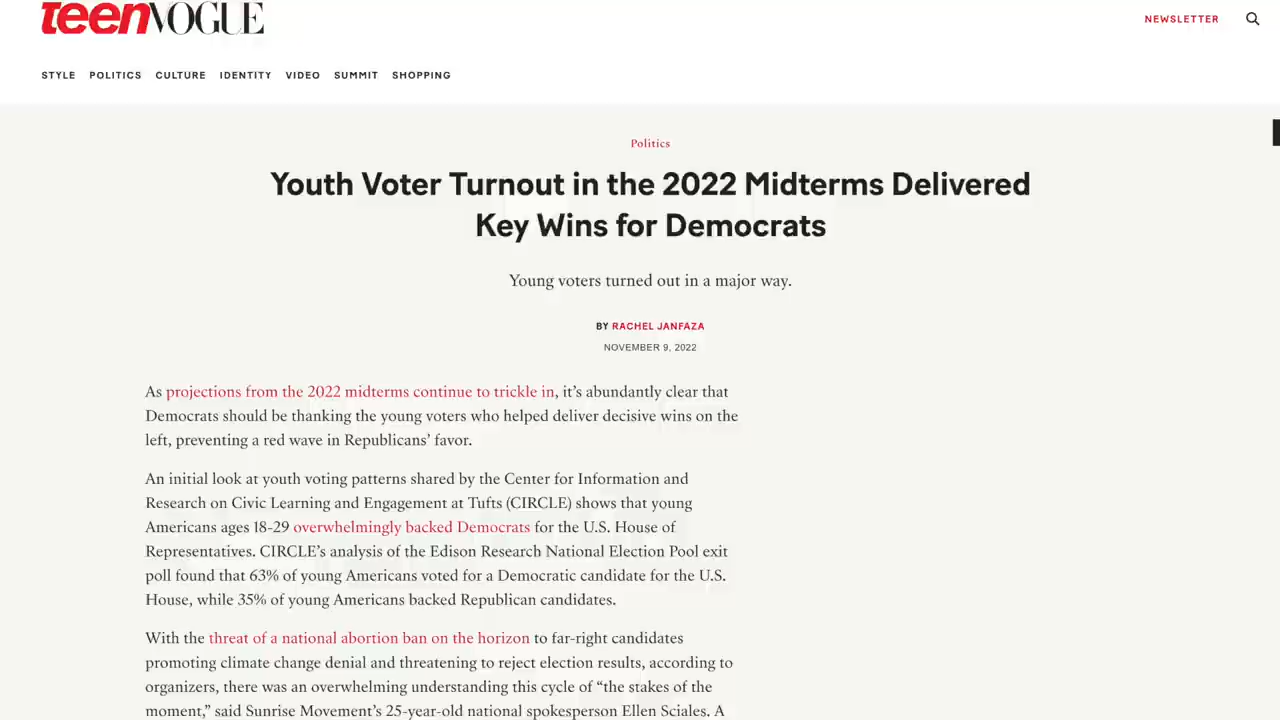 teenVOGUE
NEWSLETTER
STYLE POLITICS CULTURE IDENTITY VIDEO SUMMIT SHOPPING
Politics
Youth Voter Turnout in the 2022 Midterms Delivered
Key Wins for Democrats
Young voters turned out in a major way.
BY RACHEL JANFAZA
NOVEMBER 9, 2022
As projections from the 2022 midterms continue to trickle in, it’s abundantly clear that
Democrats should be thanking the young voters who helped deliver decisive wins on the
left, preventing a red wave in Republicans’ favor.
An initial look at youth voting patterns shared by the Center for Information and
Research on Civic Learning and Engagement at Tufts (CIRCLE) shows that young
Americans ages 18-29 overwhelmingly backed Democrats for the U.S. House of
Representatives. CIRCLE’s analysis of the Edison Research National Election Pool exit
poll found that 63% of young Americans voted for a Democratic candidate for the U.S.
House, while 35% of young Americans backed Republican candidates.
With the threat of a national abortion ban on the horizon to far-right candidates
promoting climate change denial and threatening to reject election results, according to
organizers, there was an overwhelming understanding this cycle of “the stakes of the
moment,” said Sunrise Movement’s 25-year-old national spokesperson Ellen Sciales. A